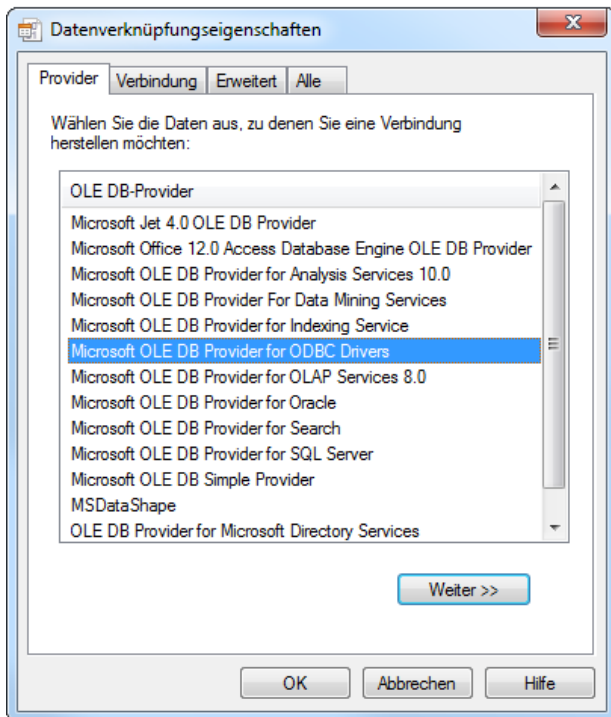 Datenverknüpfungseigenschaften
Provider Verbindung Erweitert Alle
Wählen Sie die Daten aus, zu denen Sie eine Verbindung
herstellen möchten:
OLE DB-Provider
Microsoft Jet 4.0 OLE DB Provider
Microsoft Office 12.0 Access Database Engine OLE DB Provider
Microsoft OLE DB Provider for Analysis Services 10.0
Microsoft OLE DB Provider For Data Mining Services
Microsoft OLE DB Provider for Indexing Service
Microsoft OLE DB Provider for ODBC Drivers
Microsoft OLE DB Provider for OLAP Services 8.0
Microsoft OLE DB Provider for Oracle
Microsoft OLE DB Provider for Search
Microsoft OLE DB Provider for SQL Server
Microsoft OLE DB Simple Provider
MSDataShape
OLE DB Provider for Microsoft Directory Services
Weiter >>
OK Abbrechen Hilfe